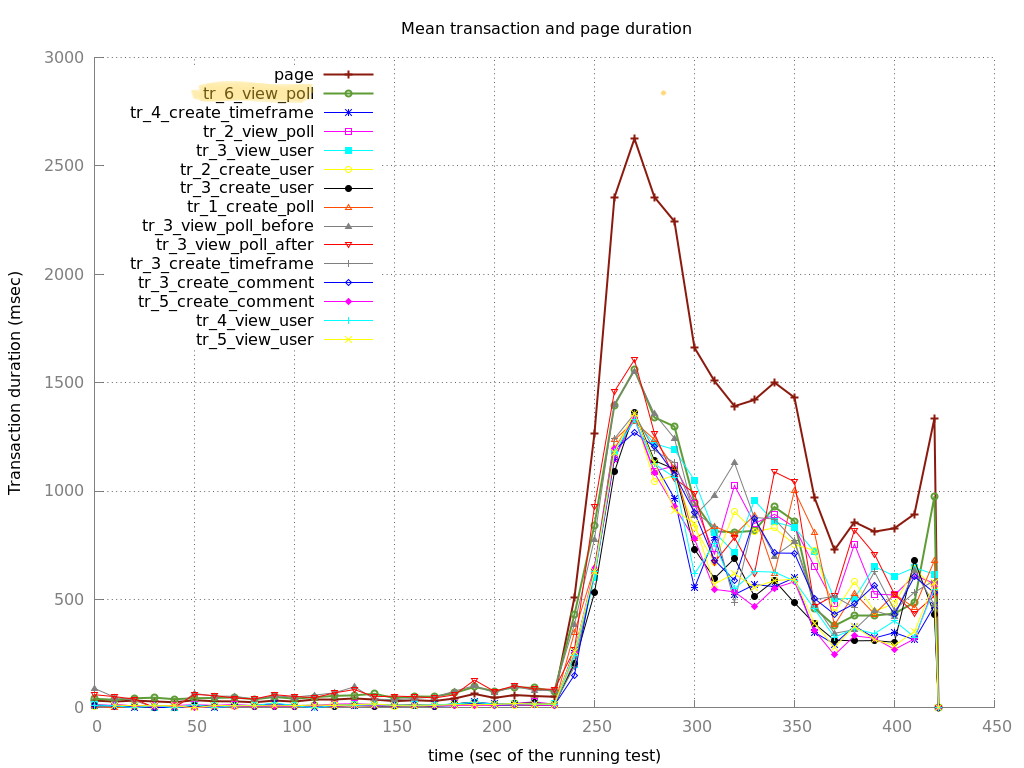 Mean transaction and page duration
3000
page
tr_6_view_poll
tr_4_create_timeframe
tr_2_view_poll
tr_3_view_user
tr_2_create_user
tr_3_create_user
tr_1_create_poll
tr_3_view_poll_before
tr_3_view_poll_after
tr_3_create_timeframe
tr_3_create_comment
tr_5_create_comment
tr_4_view_user
tr_5_view_user
2500
2000
1500
1000
500
0
Transaction duration (msec)
0 50 100 150 200 250 300 350 400 450
time (sec of the running test)